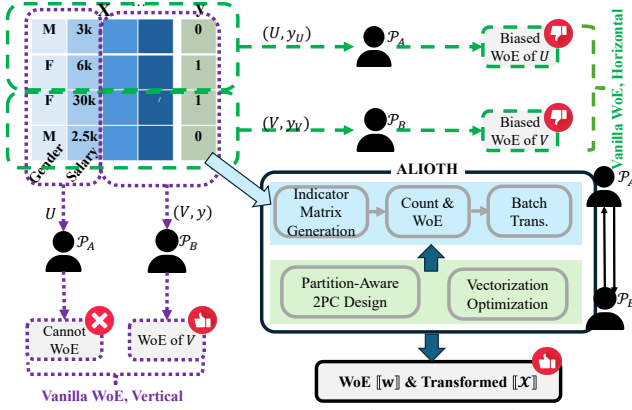 X ... y
M 3k 0
F 6k 1
F 30k 1
M 2.5k 0
Gender
Salary
(U, y_U)
𝒫_A
Biased
WoE of U
(V, y_V)
𝒫_B
Biased
WoE of V
Vanilla WoE, Horizontal
U
𝒫_A
(V, y)
𝒫_B
Cannot
WoE
WoE of V
Vanilla WoE, Vertical
ALIOTH
Indicator
Matrix
Generation
Count &
WoE
Batch
Trans.
Partition-Aware
2PC Design
Vectorization
Optimization
𝒫_A
𝒫_B
WoE ⟦w⟧ & Transformed ⟦𝒳⟧